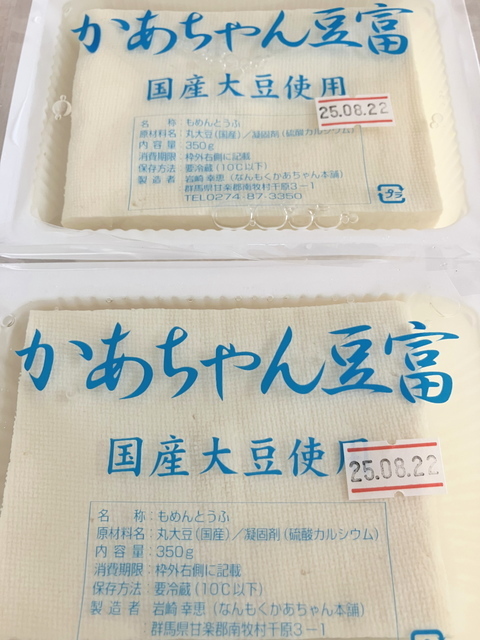 かあちゃん豆富
国産大豆使用
25.08.22
名 称：もめんとうふ
原材料名：丸大豆(国産)／凝固剤(硫酸カルシウム)
内容量：350g
消費期限：枠外右側に記載
保存方法：要冷蔵(10℃以下)
製造者：岩崎 幸恵(なんもくかあちゃん本舗)
群馬県甘楽郡南牧村千原3−1
TEL0274-87-3350
プラ
かあちゃん豆富
国産大豆使用
25.08.22
名 称：もめんとうふ
原材料名：丸大豆(国産)／凝固剤(硫酸カルシウム)
内容量：350g
消費期限：枠外右側に記載
保存方法：要冷蔵(10℃以下)
製造者：岩崎 幸恵(なんもくかあちゃん本舗)
群馬県甘楽郡南牧村千原3−1